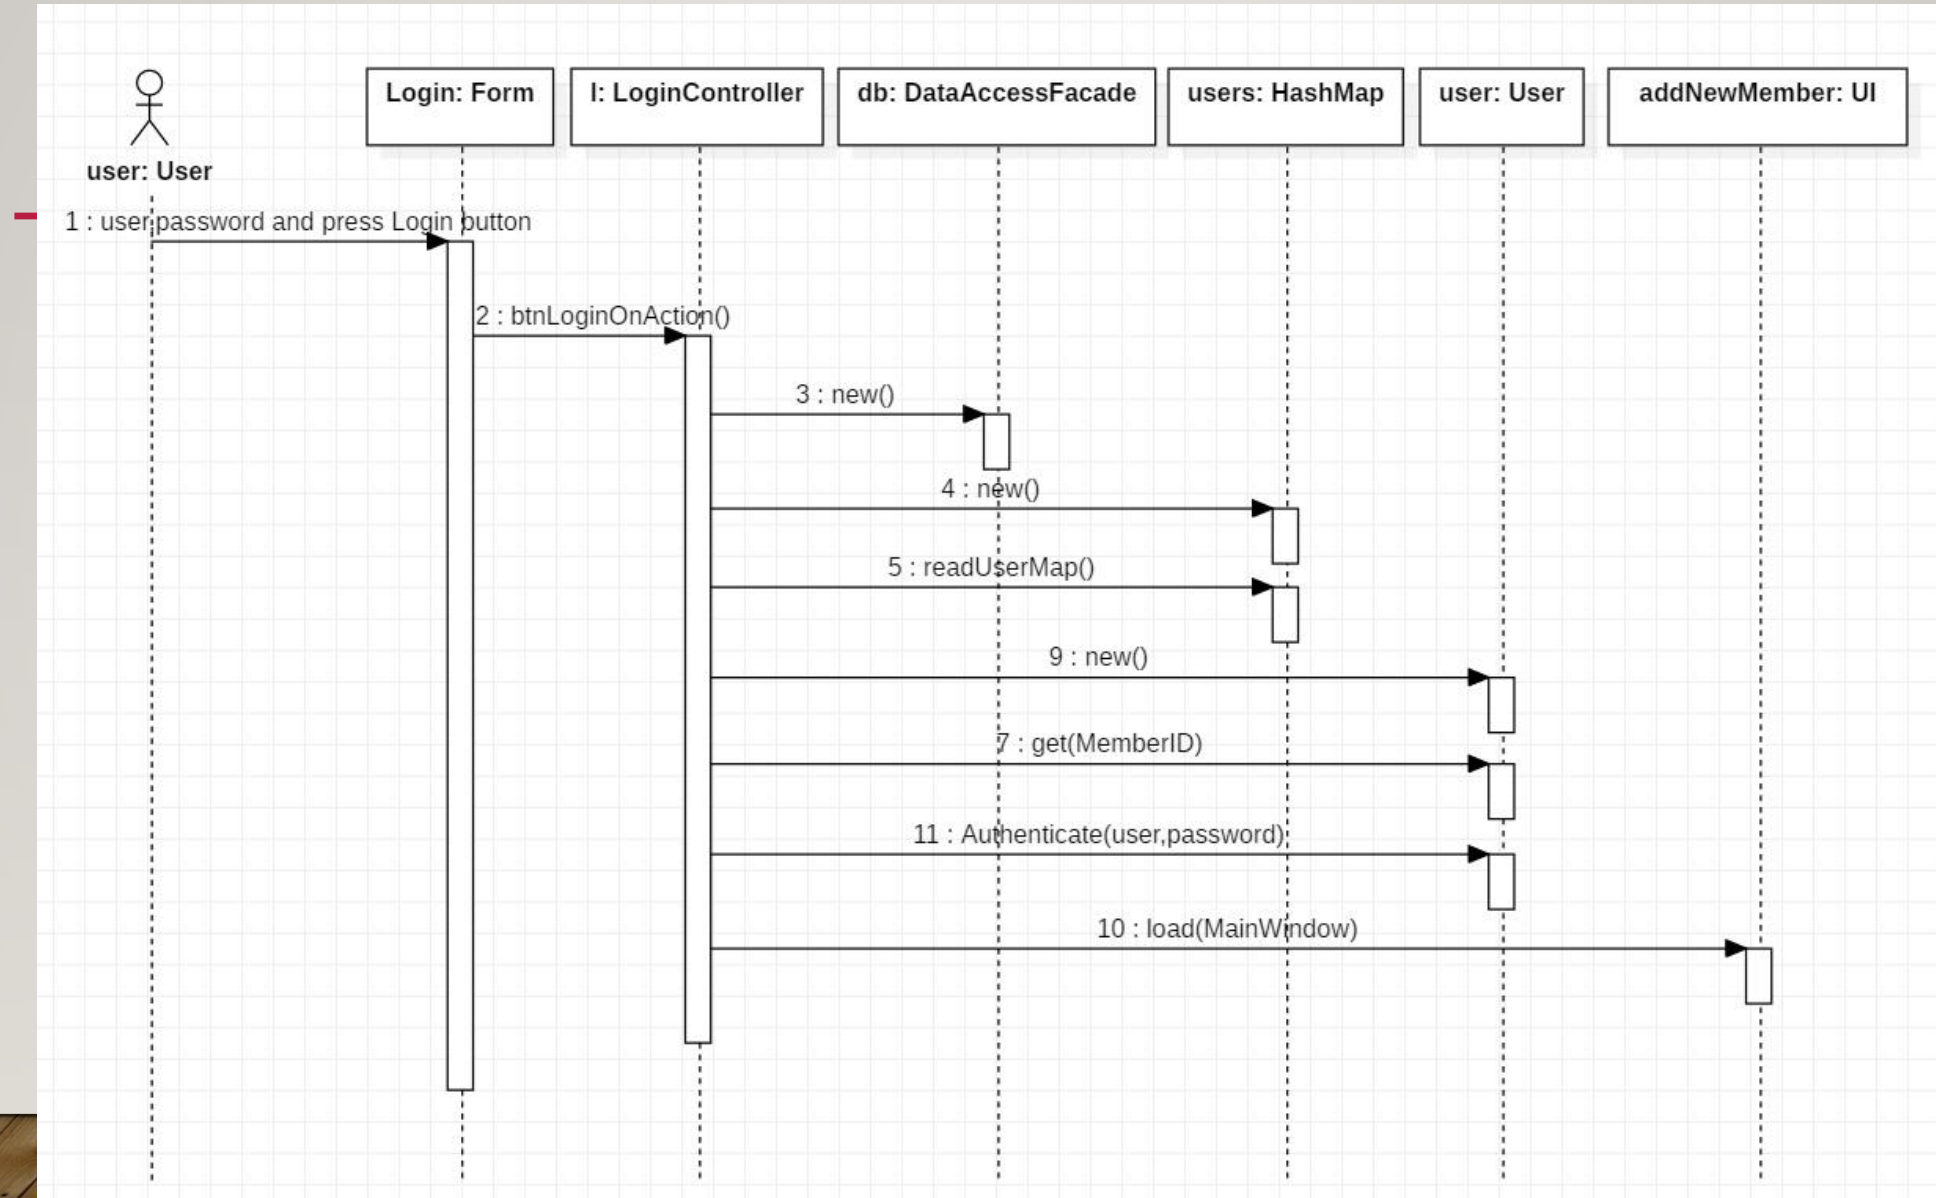 Login: Form
l: LoginController
db: DataAccessFacade
users: HashMap
user: User
addNewMember: UI
user: User
1 : user,password and press Login button
2 : btnLoginOnAction()
3 : new()
4 : new()
5 : readUserMap()
9 : new()
7 : get(MemberID)
11 : Authenticate(user,password)
10 : load(MainWindow)